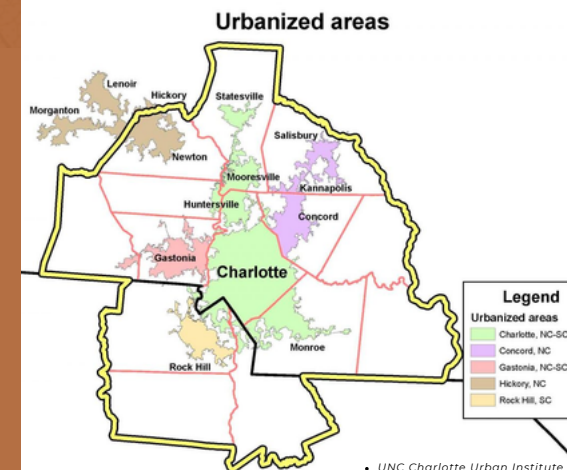 Urbanized areas
Lenoir
Hickory
Statesville
Morganton
Salisbury
Newton
Mooresville
Kannapolis
Huntersville
Concord
Gastonia
Charlotte
Legend
Urbanized areas
Charlotte, NC-SC
Concord, NC
Gastonia, NC-SC
Hickory, NC
Rock Hill, SC
Monroe
Rock Hill
• UNC Charlotte Urban Institute